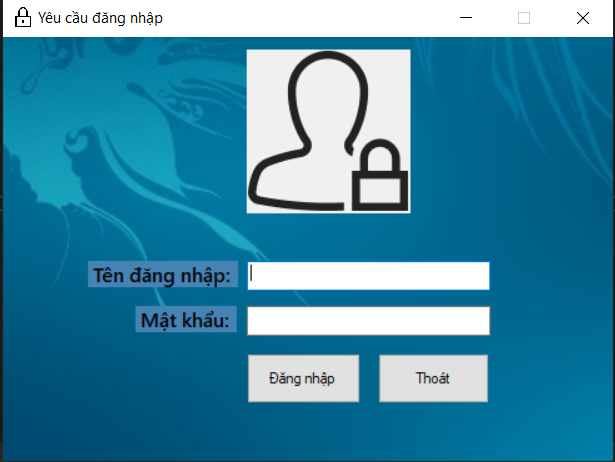 Yêu cầu đăng nhập
Tên đăng nhập:
Mật khẩu:
Đăng nhập Thoát